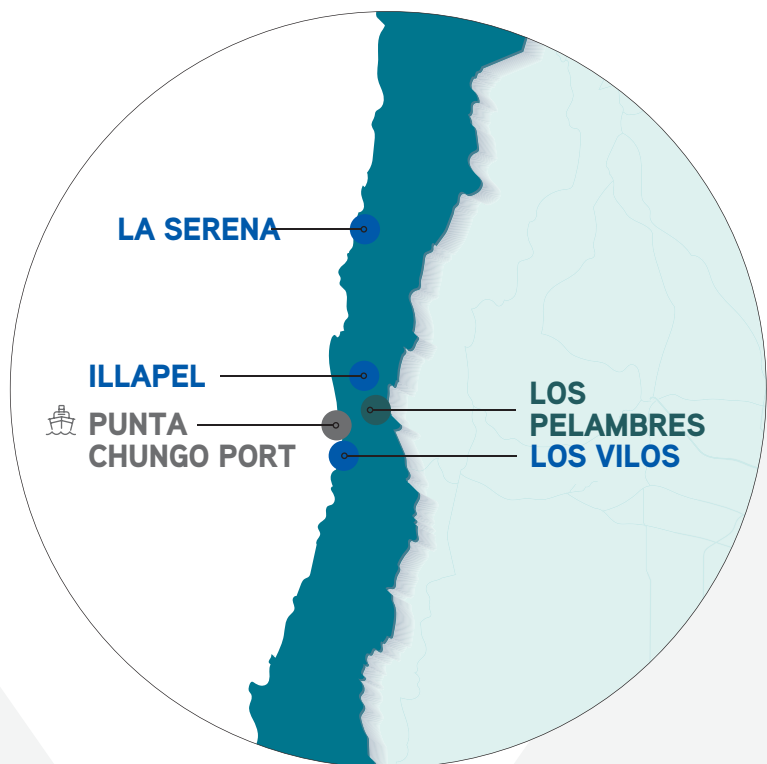 LA SERENA
ILLAPEL
PUNTA
CHUNGO PORT
LOS
PELAMBRES
LOS VILOS